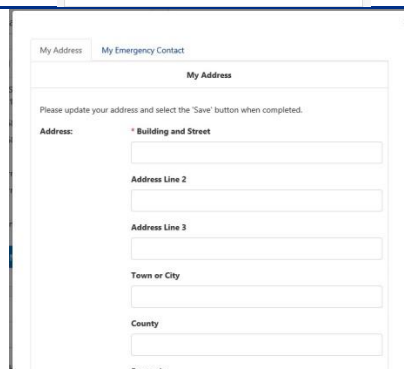 My Address My Emergency Contact
My Address
Please update your address and select the 'Save' button when completed.
Address: * Building and Street
Address Line 2
Address Line 3
Town or City
County